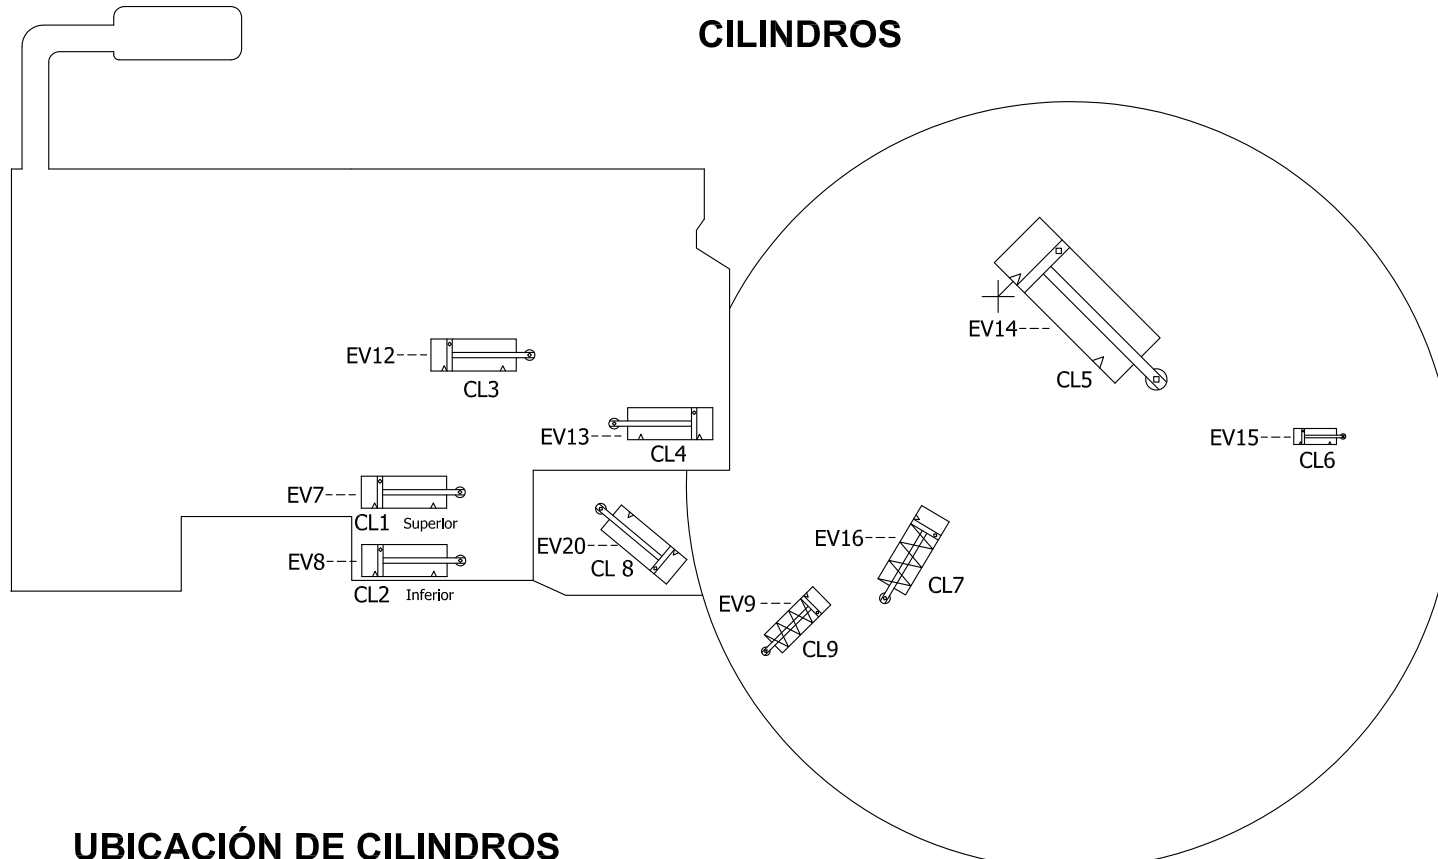 CILINDROS
EV14
CL5
EV12
CL3
EV13
CL4
EV15
CL6
EV7
CL1 Superior
EV8
CL2 Inferior
EV20
CL 8
EV16
CL7
EV9
CL9
UBICACIÓN DE CILINDROS